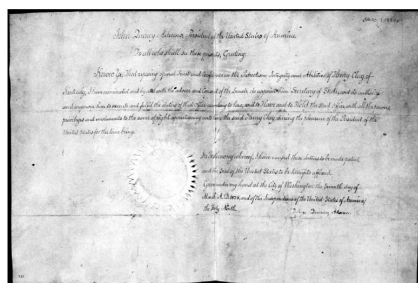 John Quincy Adams, President of the United States of America,
To all who shall see these presents, Greeting:
Know Ye, That reposing special Trust and Confidence in the Patriotism, Integrity and Abilities of Henry Clay, of
Kentucky, I have nominated and by and with the Advice and Consent of the Senate, do appoint him Secretary of State, and do authorize
and empower him to execute and fulfil the duties of that Office according to law; and to Have and to Hold the said Office, with all the powers,
privileges and emoluments to the same of right appertaining unto him the said Henry Clay, during the pleasure of the President of the
United States for the time being.
In Testimony whereof, I have caused these Letters to be made patent
and the Seal of the United States to be hereunto affixed.
Given under my hand at the City of Washington the Seventh day of
March A.D. and of the Independence of the United States of America
the Forty Ninth.
John Quincy Adams